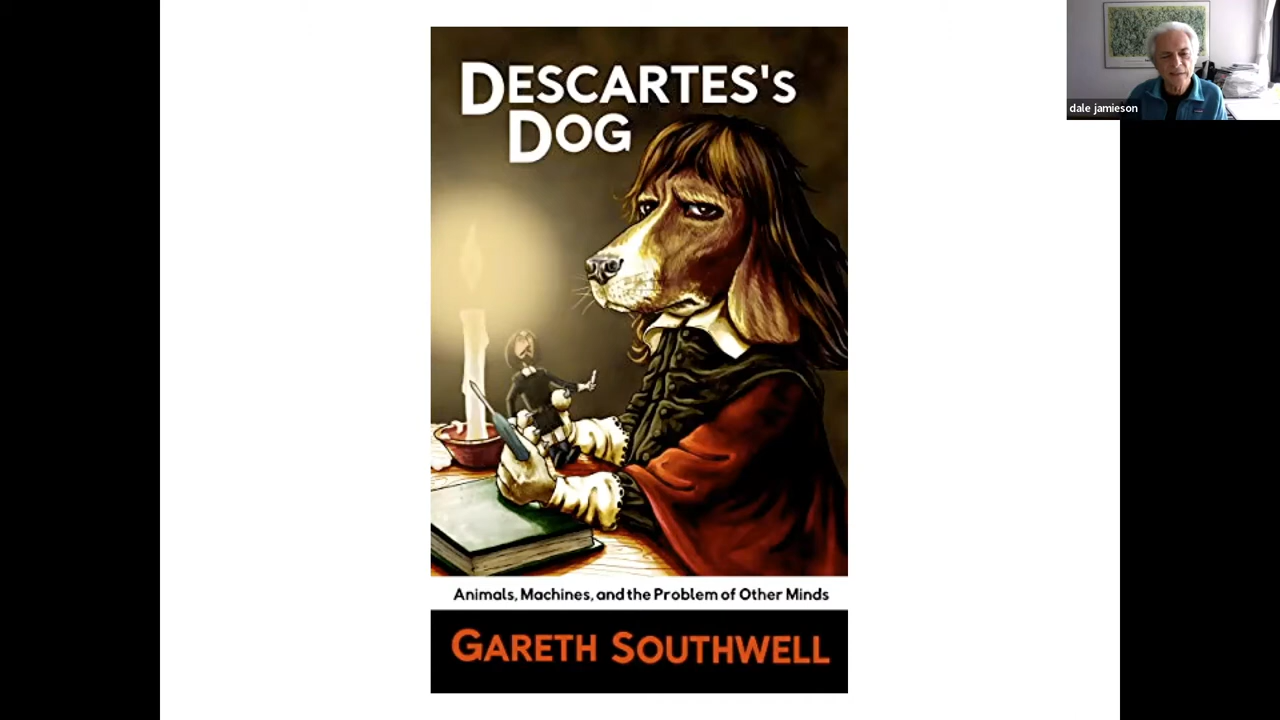 DESCARTES'S
DOG
dale jamieson
Animals, Machines, and the Problem of Other Minds
GARETH SOUTHWELL